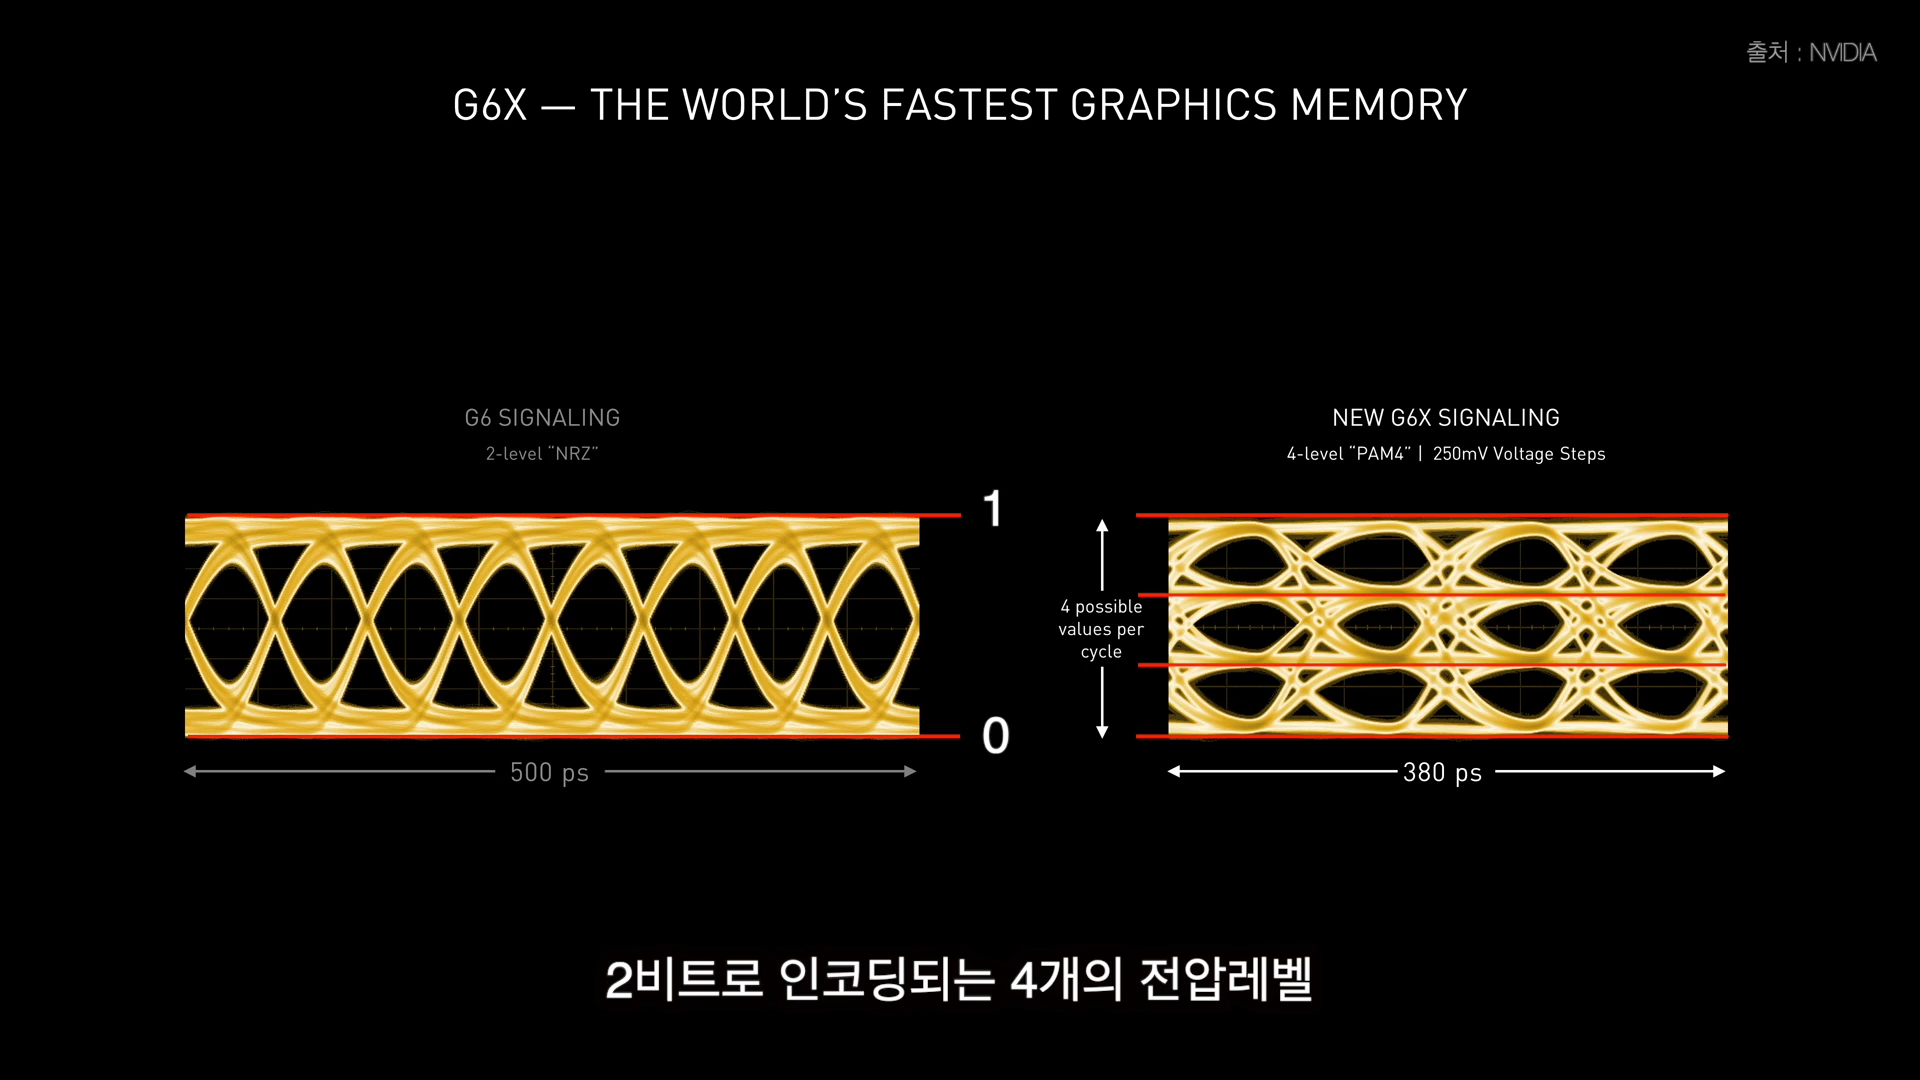 출처 : NVIDIA
G6X — THE WORLD’S FASTEST GRAPHICS MEMORY
G6 SIGNALING
2-level “NRZ”
1
0
500 ps
NEW G6X SIGNALING
4-level “PAM4” | 250mV Voltage Steps
4 possible
values per
cycle
380 ps
2비트로 인코딩되는 4개의 전압레벨